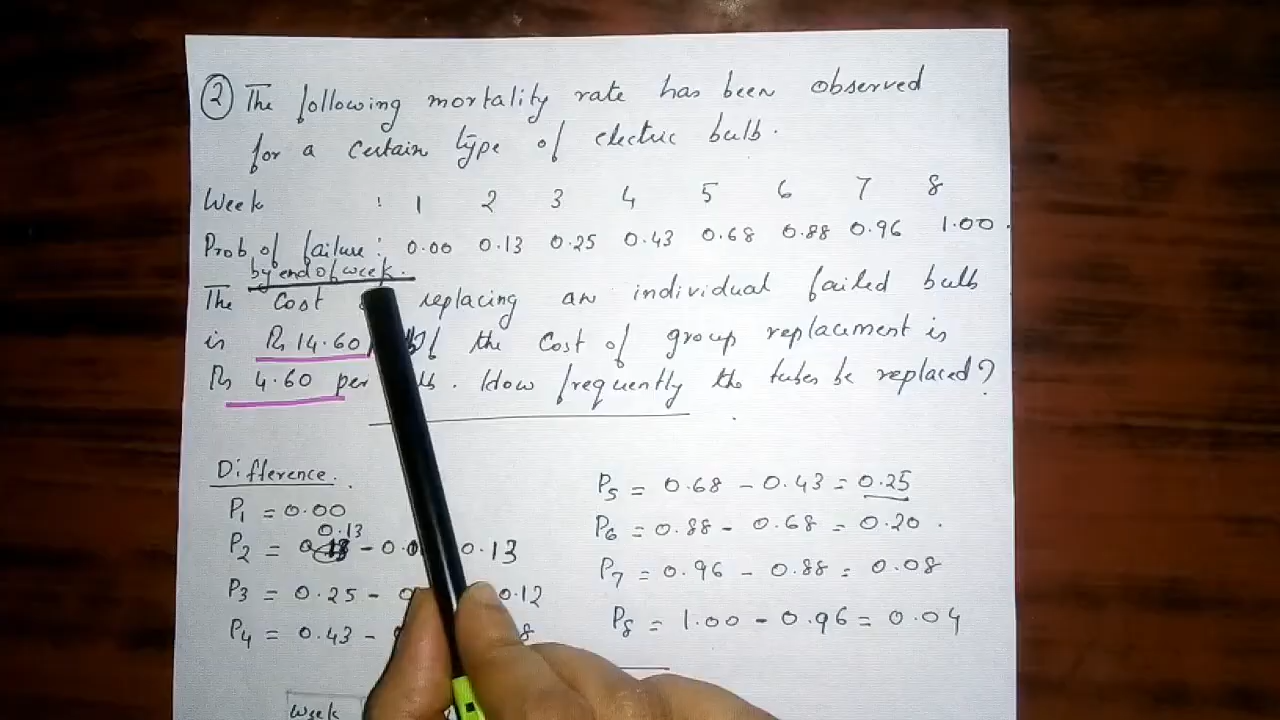 ② The following mortality rate has been observed
for a certain type of electric bulb.
Week : 1 2 3 4 5 6 7 8
Prob of failure : 0.00 0.13 0.25 0.43 0.68 0.88 0.96 1.00.
by end of week.
The cost replacing an individual failed bulb
is Rs 14.60, If the cost of group replacement is
Rs 4.60 per . How frequently the tubes be replaced?
Difference.
P1 = 0.00
0.13
P2 = - 0.0 0.13
P3 = 0.25 - 0.12
P4 = 0.43 - 8
P5 = 0.68 - 0.43 = 0.25
P6 = 0.88 - 0.68 = 0.20.
P7 = 0.96 - 0.88 = 0.08
P8 = 1.00 - 0.96 = 0.04
Week